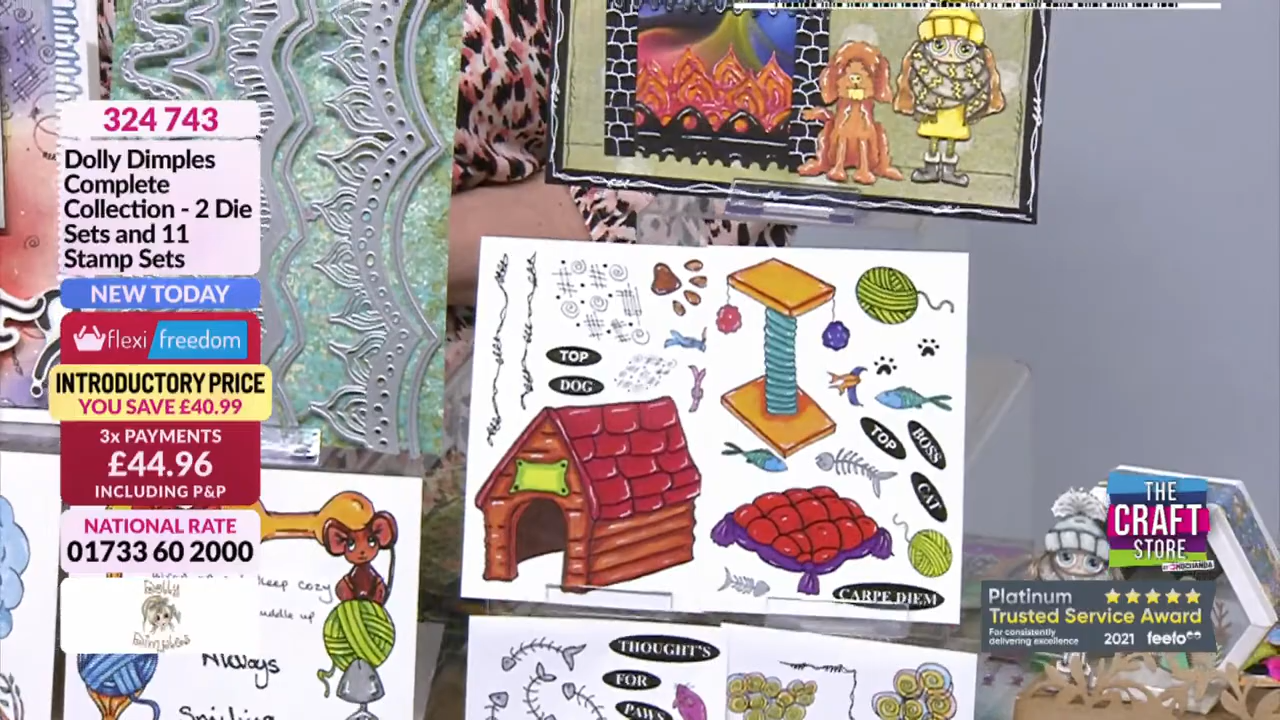 324 743
Dolly Dimples
Complete
Collection - 2 Die
Sets and 11
Stamp Sets
NEW TODAY
flexi freedom
INTRODUCTORY PRICE
YOU SAVE £40.99
3x PAYMENTS
£44.96
INCLUDING P&P
NATIONAL RATE
01733 60 2000
TOP
DOG
TOP
BOSS
CAT
CARPE DIEM
keep cozy
Always
THOUGHT'S
FOR
PAWS
THE
CRAFT
STORE
BY HOCHANDA
Platinum
Trusted Service Award
For consistently
delivering excellence
2021 feefo